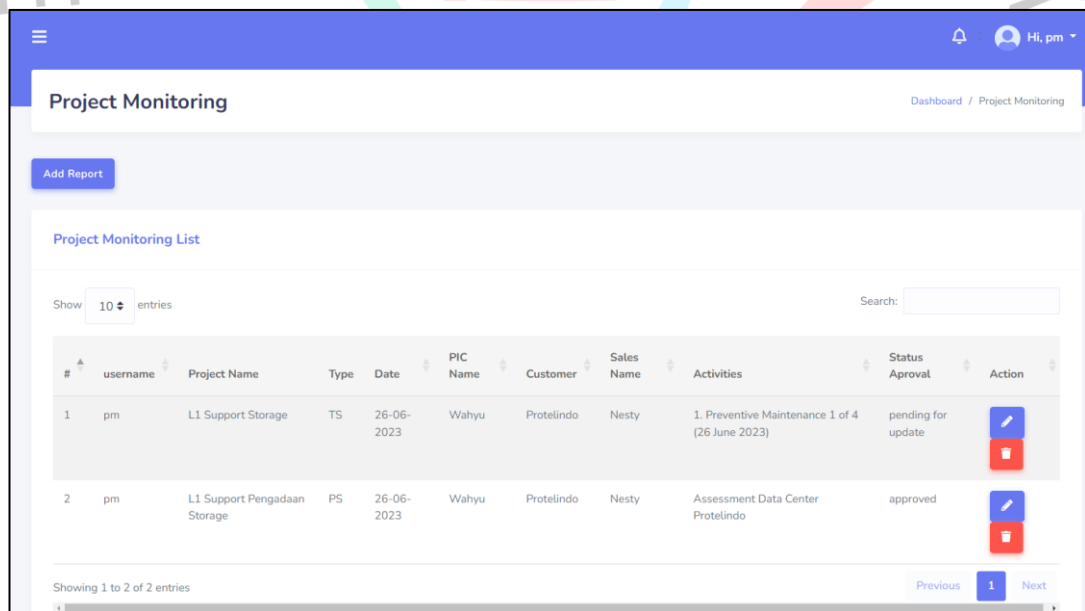 Hi, pm
Project Monitoring
Dashboard / Project Monitoring
Add Report
Project Monitoring List
Show 10 entries
Search:
# username Project Name Type Date PIC Name Customer Sales Name Activities Status Aproval Action
1 pm L1 Support Storage TS 26-06-2023 Wahyu Protelindo Nesty 1. Preventive Maintenance 1 of 4 (26 June 2023) pending for update
2 pm L1 Support Pengadaan Storage PS 26-06-2023 Wahyu Protelindo Nesty Assessment Data Center Protelindo approved
Showing 1 to 2 of 2 entries
Previous 1 Next